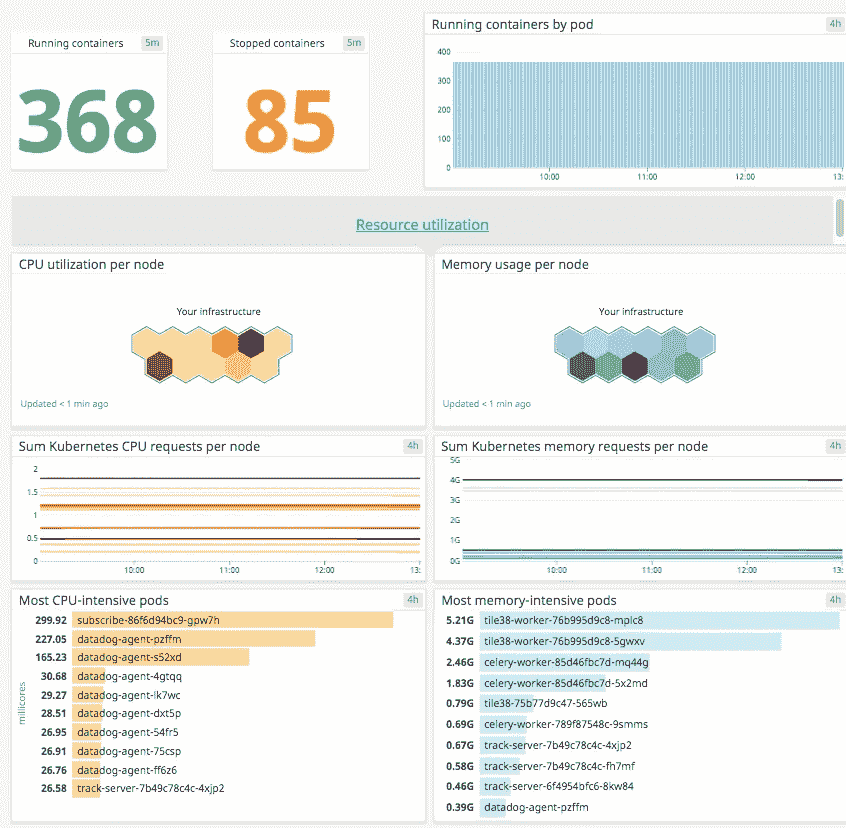 Running containers 5m
368
Stopped containers 5m
85
Running containers by pod 4h
400
300
200
100
0
10:00 11:00 12:00 13:
Resource utilization
CPU utilization per node
Your infrastructure
Updated < 1 min ago
Memory usage per node
Your infrastructure
Updated < 1 min ago
Sum Kubernetes CPU requests per node 4h
2
1.5
1
0.5
0
10:00 11:00 12:00 13:
Sum Kubernetes memory requests per node 4h
5G
4G
3G
2G
1G
0G
10:00 11:00 12:00 13:
Most CPU-intensive pods 4h
millicores
299.92 subscribe-86f6d94bc9-gpw7h
227.05 datadog-agent-pzffm
165.23 datadog-agent-s52xd
30.68 datadog-agent-4gtqq
29.27 datadog-agent-lk7wc
28.51 datadog-agent-dxt5p
26.95 datadog-agent-54fr5
26.91 datadog-agent-75csp
26.76 datadog-agent-ff6z6
26.58 track-server-7b49c78c4c-4xjp2
Most memory-intensive pods 4h
5.21G tile38-worker-76b995d9c8-mplc8
4.37G tile38-worker-76b995d9c8-5gwxv
2.46G celery-worker-85d46fbc7d-mq44g
1.83G celery-worker-85d46fbc7d-5x2md
0.79G tile38-75b77d9c47-565wb
0.69G celery-worker-789f87548c-9smms
0.67G track-server-7b49c78c4c-4xjp2
0.58G track-server-7b49c78c4c-fh7mf
0.46G track-server-6f4954bfc6-8kw84
0.39G datadog-agent-pzffm